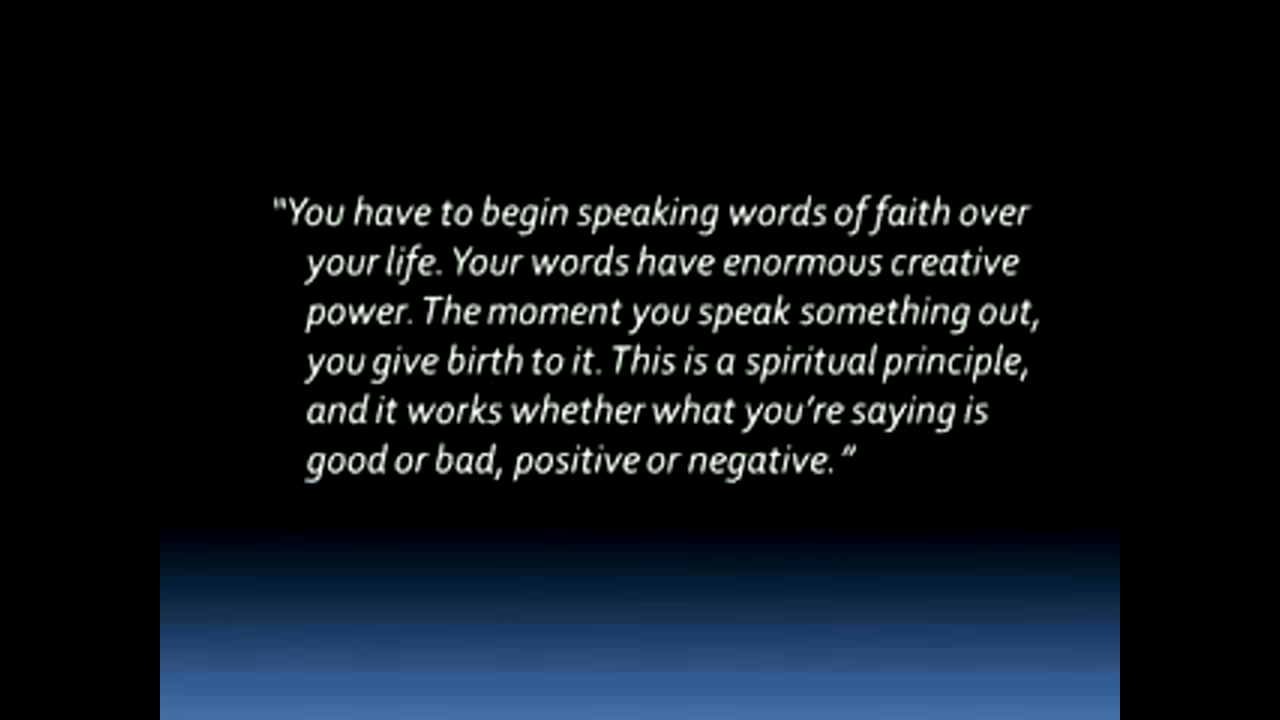 "You have to begin speaking words of faith over
your life. Your words have enormous creative
power. The moment you speak something out,
you give birth to it. This is a spiritual principle,
and it works whether what you're saying is
good or bad, positive or negative. "